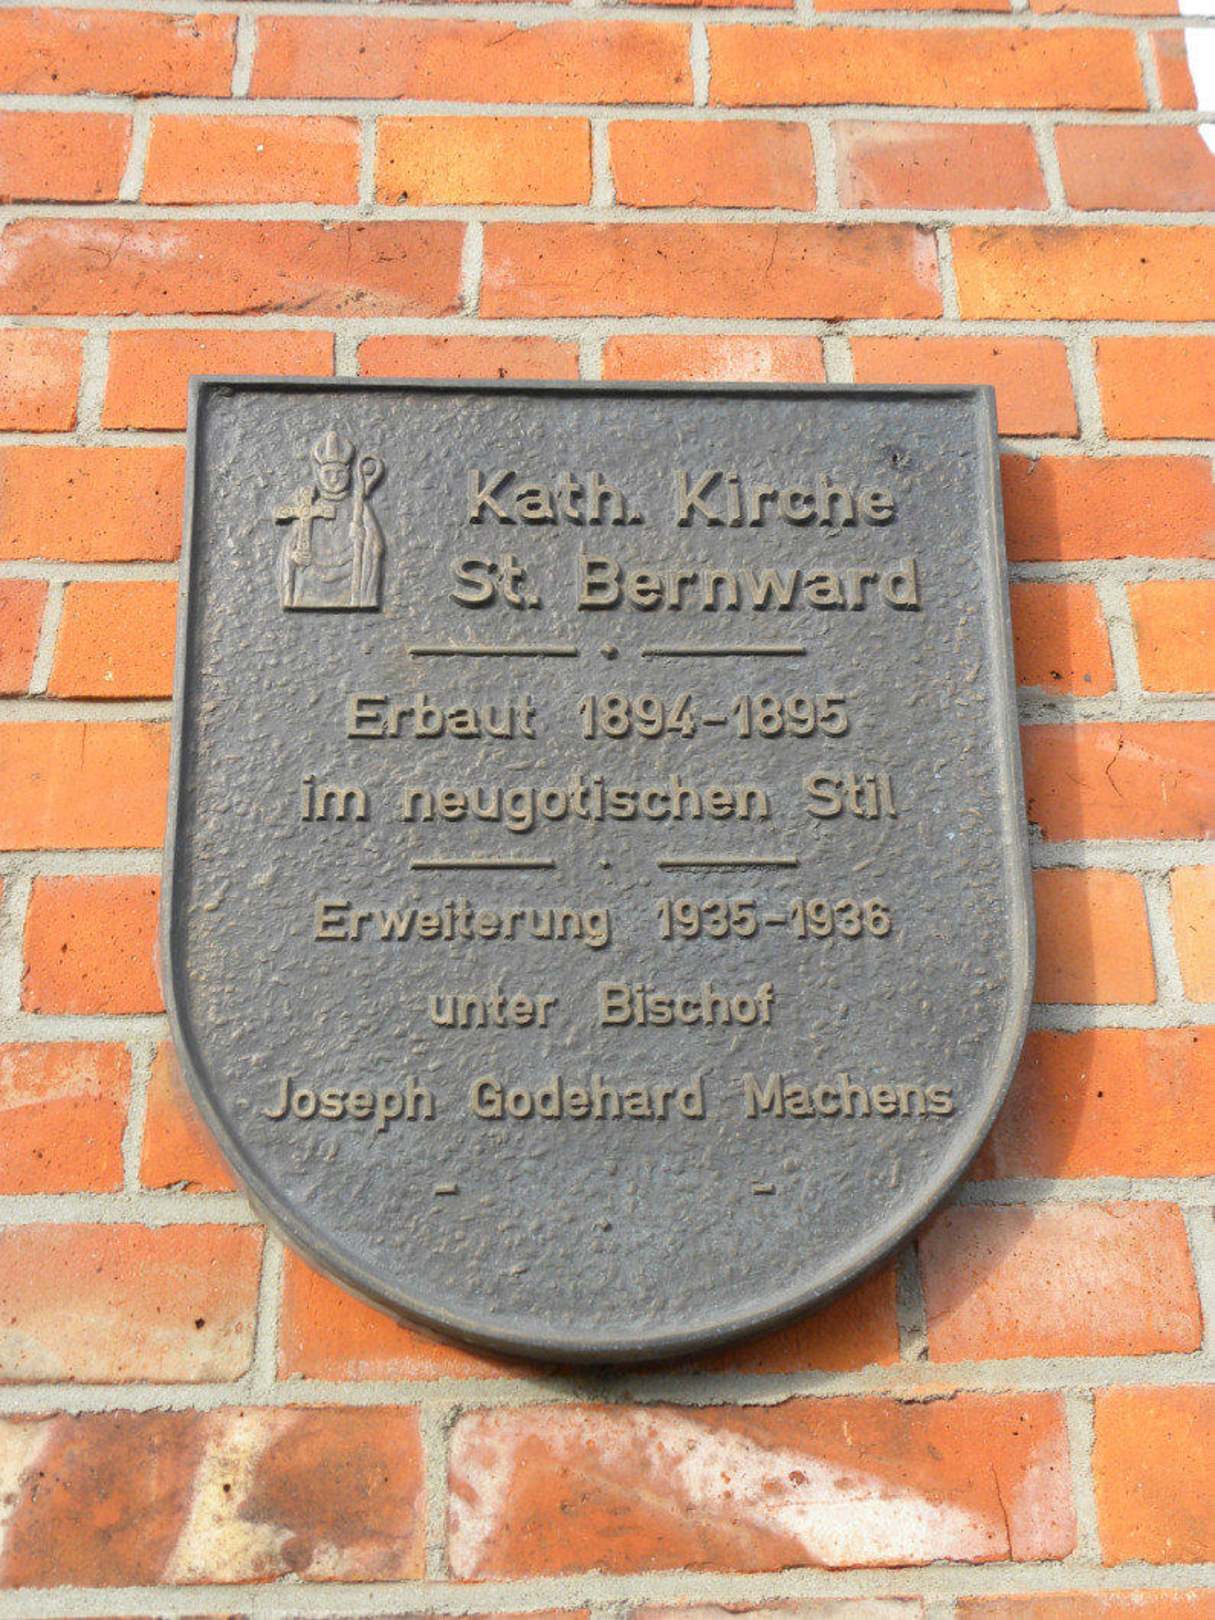 Kath. Kirche
St. Bernward
Erbaut 1894-1895
im neugotischen Stil
Erweiterung 1935-1936
unter Bischof
Joseph Godehard Machens